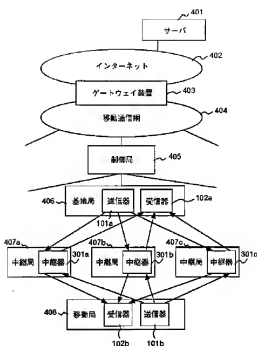 401
サーバ
402
インターネット
ゲートウェイ装置
403
404
移動通信網
制御局
405
406
基地局
送信器
受信器
102a
101a
407a
中継局
中継器
301a
407b
中継局
中継器
301b
407c
中継局
中継器
301c
408
移動局
受信器
送信器
102b
101b